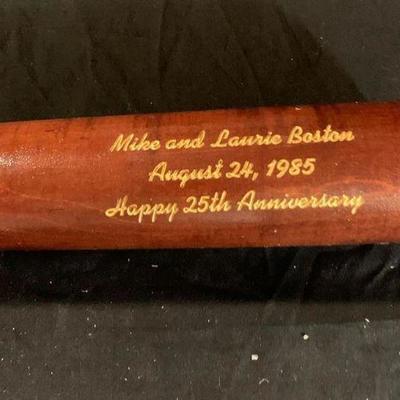 Mike and Laurie Boston
August 24, 1985
Happy 25th Anniversary